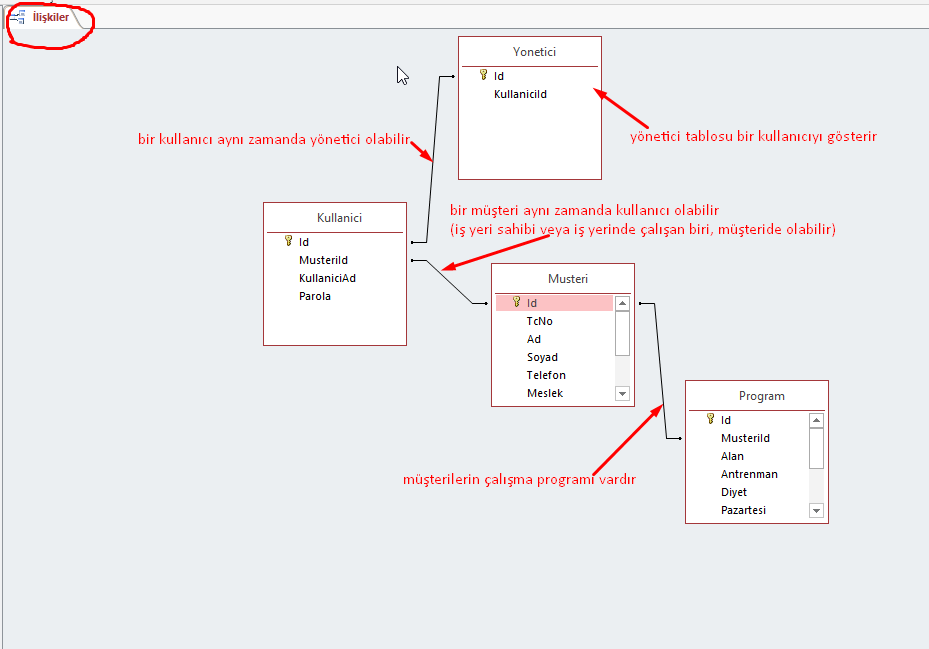 İlişkiler
Yonetici
Id
KullaniciId
bir kullanıcı aynı zamanda yönetici olabilir
yönetici tablosu bir kullanıcıyı gösterir
Kullanici
Id
MusteriId
KullaniciAd
Parola
bir müşteri aynı zamanda kullanıcı olabilir
(iş yeri sahibi veya iş yerinde çalışan biri, müşteride olabilir)
Musteri
Id
TcNo
Ad
Soyad
Telefon
Meslek
Program
Id
MusteriId
Alan
Antrenman
Diyet
Pazartesi
müşterilerin çalışma programı vardır